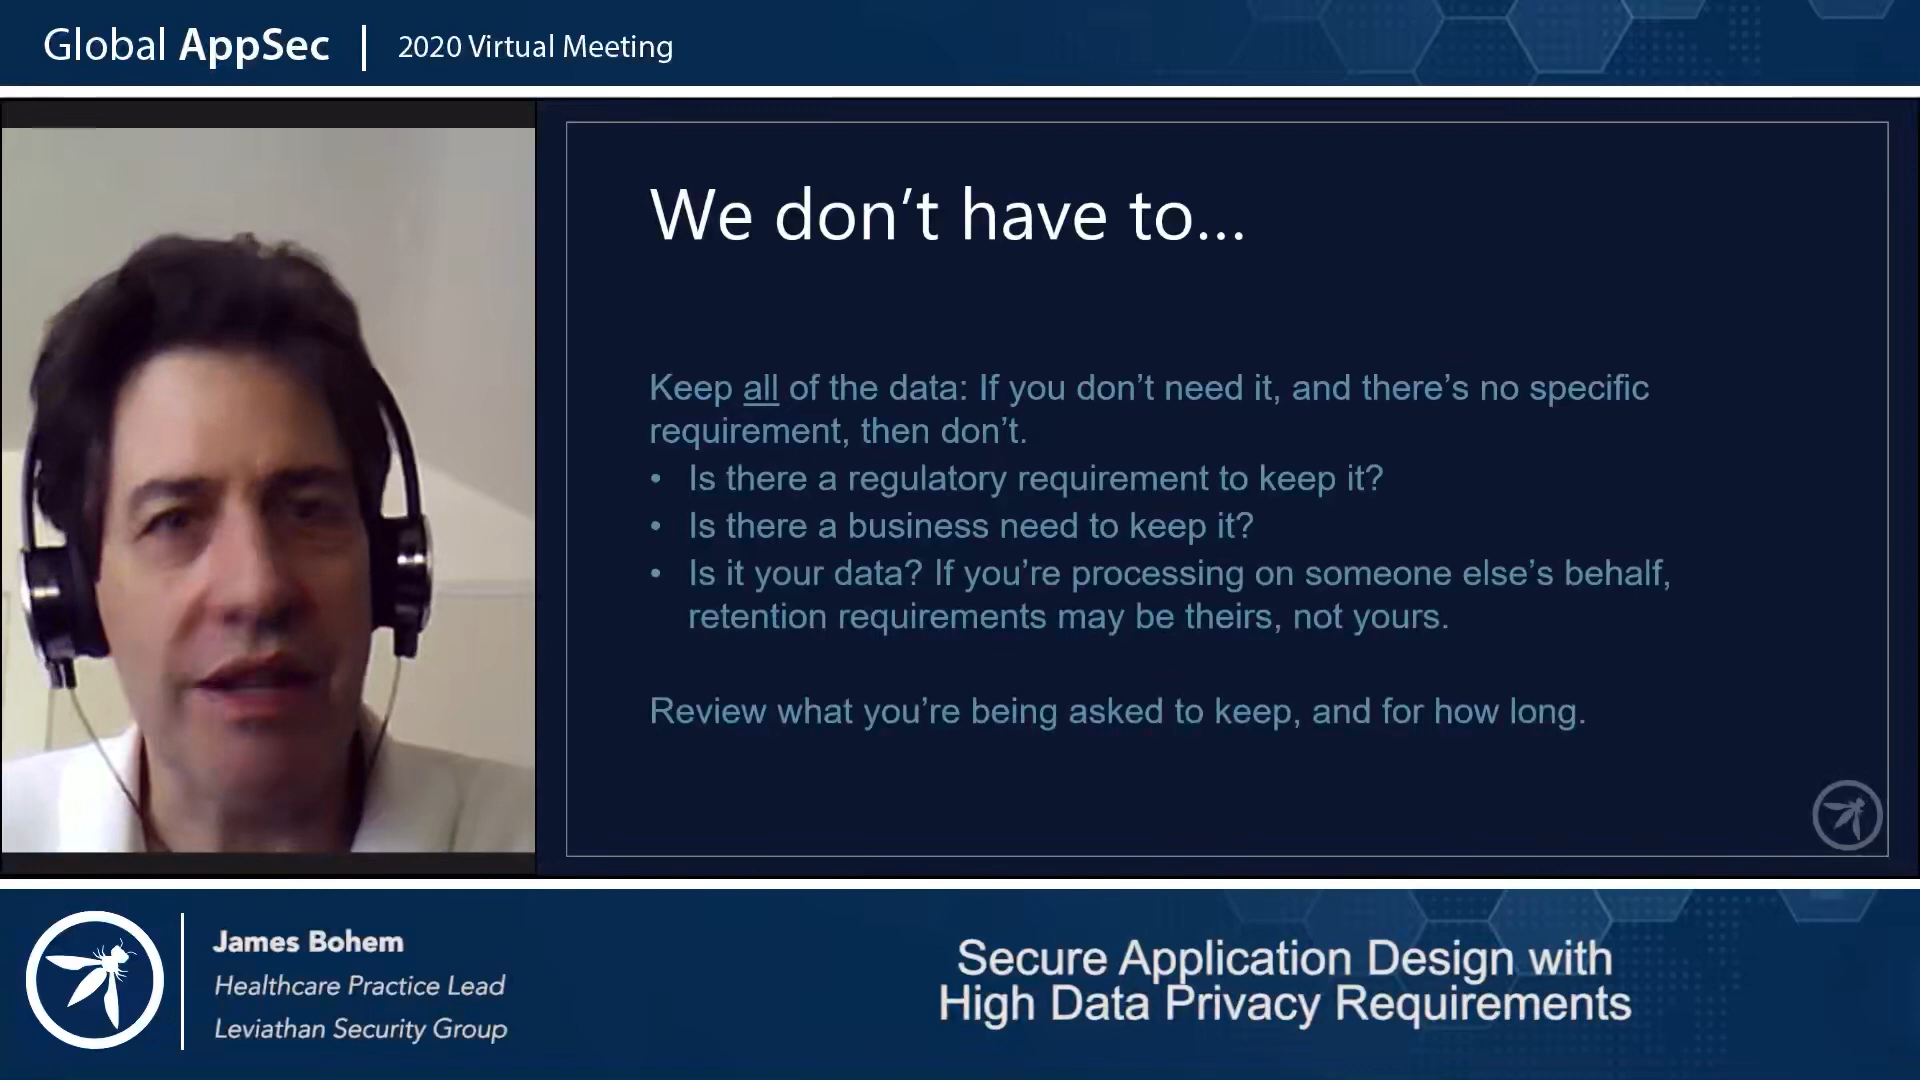 Global AppSec | 2020 Virtual Meeting
We don’t have to...
Keep all of the data: If you don’t need it, and there’s no specific
requirement, then don’t.
• Is there a regulatory requirement to keep it?
• Is there a business need to keep it?
• Is it your data? If you’re processing on someone else’s behalf,
retention requirements may be theirs, not yours.
Review what you’re being asked to keep, and for how long.
James Bohem
Healthcare Practice Lead
Leviathan Security Group
Secure Application Design with
High Data Privacy Requirements